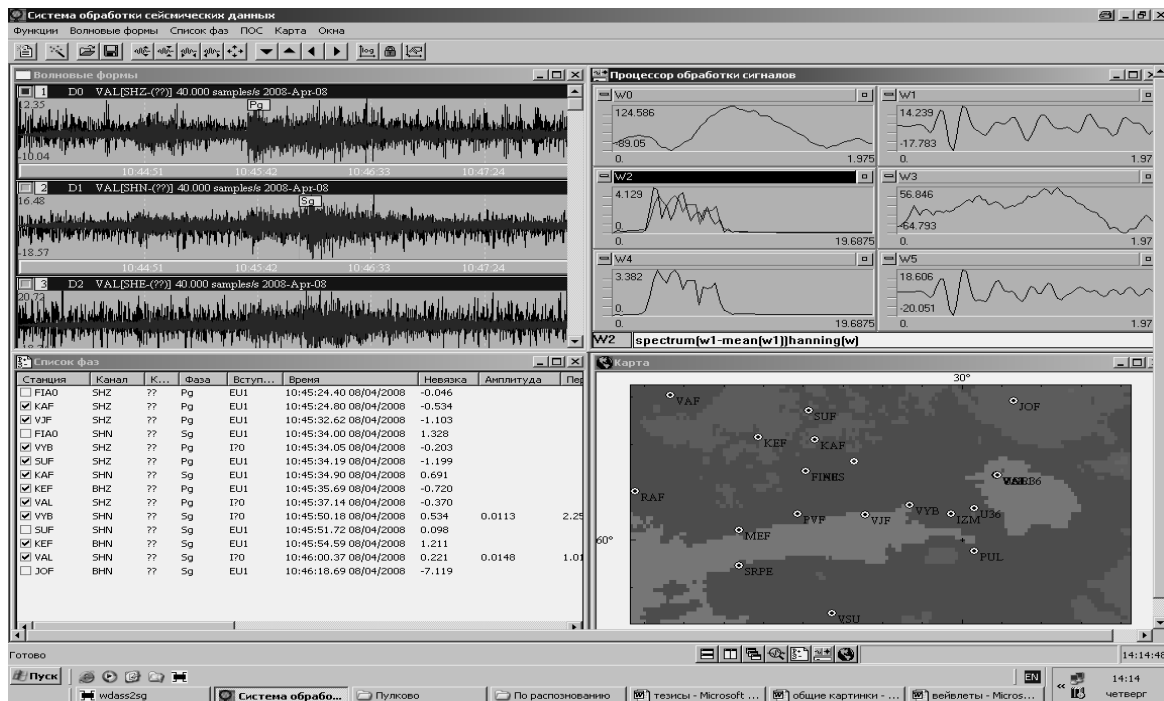 Система обработки сейсмических данных
Функции Волновые формы Список фаз ПОС Карта Окна
Волновые формы
1 D0 VAL[SHZ-(??)] 40.000 samples/s 2008-Apr-08
12.35
Pg
-10.04
10:44:51 10:45:42 10:46:33 10:47:24
2 D1 VAL[SHN-(??)] 40.000 samples/s 2008-Apr-08
16.48
Sg
-18.57
10:44:51 10:45:42 10:46:33 10:47:24
3 D2 VAL[SHE-(??)] 40.000 samples/s 2008-Apr-08
20.72
Процессор обработки сигналов
W0
124.586
-89.05
0. 1.975
W1
14.239
-17.783
0. 1.97
W2
4.129
0.
0. 19.6875
W3
56.846
-64.793
0. 1.97
W4
3.382
0.
0. 19.6875
W5
18.606
-20.051
0. 1.97
W2 spectrum(w1-mean(w1))hanning(w)
Список фаз
Станция Канал К... Фаза Вступ... Время Невязка Амплитуда Пер
FIA0 SHZ ?? Pg EU1 10:45:24.40 08/04/2008 -0.046
KAF SHZ ?? Pg EU1 10:45:24.80 08/04/2008 -0.534
VJF SHZ ?? Pg EU1 10:45:32.62 08/04/2008 -1.103
FIA0 SHN ?? Sg EU1 10:45:34.00 08/04/2008 1.328
VYB SHZ ?? Pg I?0 10:45:34.05 08/04/2008 -0.203
SUF SHZ ?? Pg EU1 10:45:34.19 08/04/2008 -1.199
KAF SHN ?? Sg EU1 10:45:34.90 08/04/2008 0.691
KEF BHZ ?? Pg EU1 10:45:35.69 08/04/2008 -0.720
VAL SHZ ?? Pg I?0 10:45:37.14 08/04/2008 -0.370
VYB SHN ?? Sg I?0 10:45:50.18 08/04/2008 0.534 0.0113 2.25
SUF SHN ?? Sg EU1 10:45:51.72 08/04/2008 0.098
KEF BHN ?? Sg EU1 10:45:54.59 08/04/2008 1.211
VAL SHN ?? Sg I?0 10:46:00.37 08/04/2008 0.221 0.0148 1.01
JOF BHN ?? Sg EU1 10:46:18.69 08/04/2008 -7.119
Карта
30°
VAF
JOF
SUF
KEF
KAF
RAF
VYB
U36
PVF
VJF
IZM
60°
MEF
PUL
SRPE
VSU
Готово
14:14:48
Пуск
EN
14:14
wdass2sg
Система обрабо...
Пулково
По распознованию
тезисы - Microsoft ...
общие картинки - ...
вейвлеты - Micros...
четверг